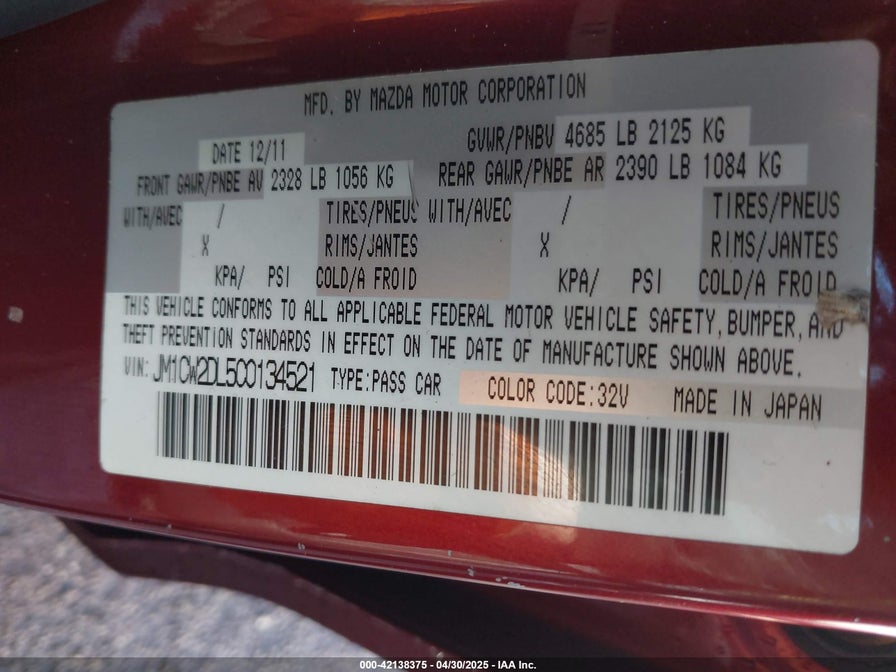 MFD. BY MAZDA MOTOR CORPORATION
DATE 12/11 GVWR/PNBV 4685 LB 2125 KG
FRONT GAWR/PNBE AV 2328 LB 1056 KG REAR GAWR/PNBE AR 2390 LB 1084 KG
WITH/AVEC / TIRES/PNEUS WITH/AVEC / TIRES/PNEUS
X RIMS/JANTES X RIMS/JANTES
KPA/ PSI COLD/A FROID KPA/ PSI COLD/A FROID
THIS VEHICLE CONFORMS TO ALL APPLICABLE FEDERAL MOTOR VEHICLE SAFETY, BUMPER, AND
THEFT PREVENTION STANDARDS IN EFFECT ON THE DATE OF MANUFACTURE SHOWN ABOVE.
VIN: JM1CW2DL5C0134521 TYPE:PASS CAR COLOR CODE:32V MADE IN JAPAN
000-42138375 - 04/30/2025 - IAA Inc.